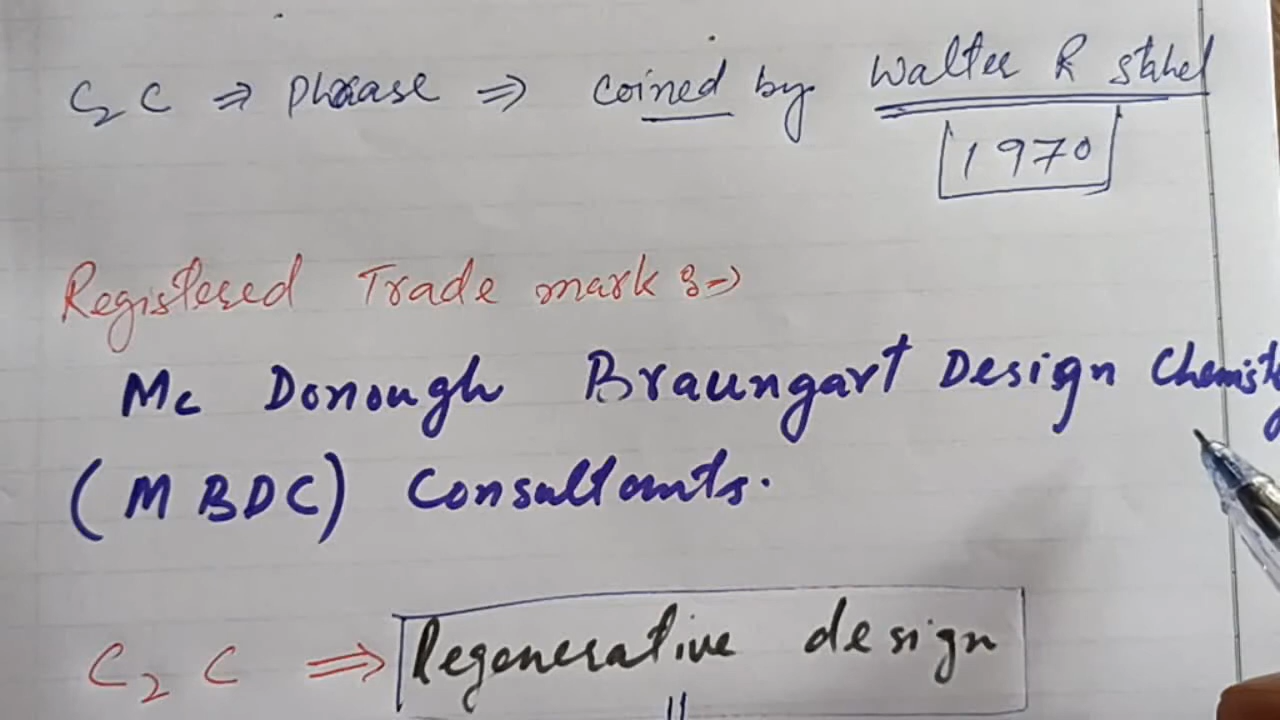 C2C ⇒ Phrase ⇒ coined by Walter R Stahel
1970
Registered Trade mark :->
Mc Donough Braungart Design Chemistry
(MBDC) Consultants.
C2C ⇒ Regenerative design